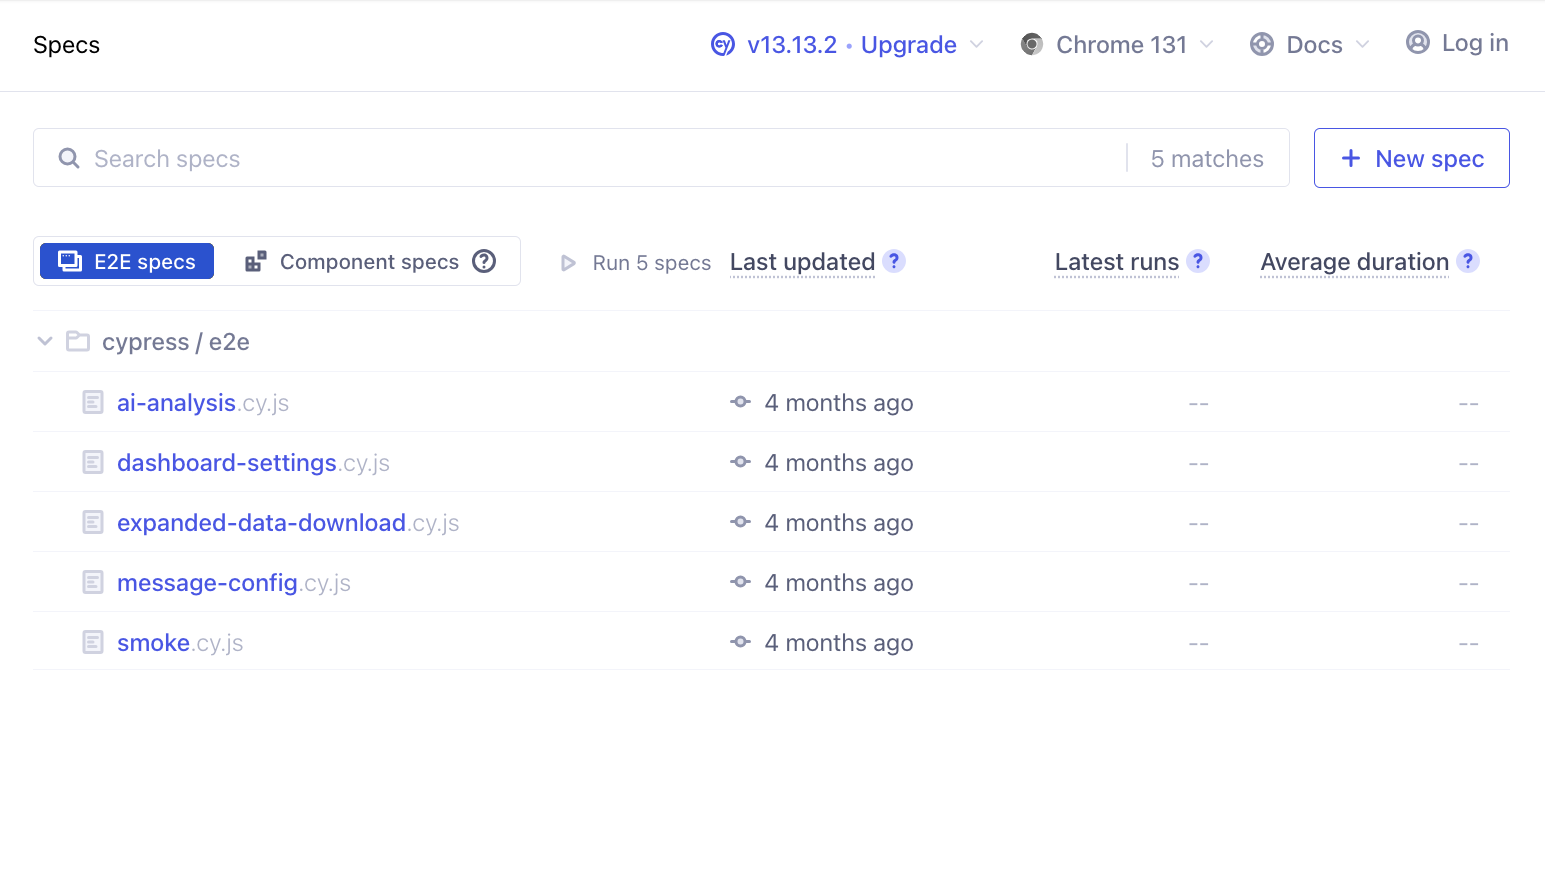 Specs
v13.13.2 • Upgrade
Chrome 131
Docs
Log in
Search specs
5 matches
+ New spec
E2E specs
Component specs ?
Run 5 specs
Last updated ?
Latest runs ?
Average duration ?
cypress / e2e
ai-analysis.cy.js 4 months ago -- --
dashboard-settings.cy.js 4 months ago -- --
expanded-data-download.cy.js 4 months ago -- --
message-config.cy.js 4 months ago -- --
smoke.cy.js 4 months ago -- --